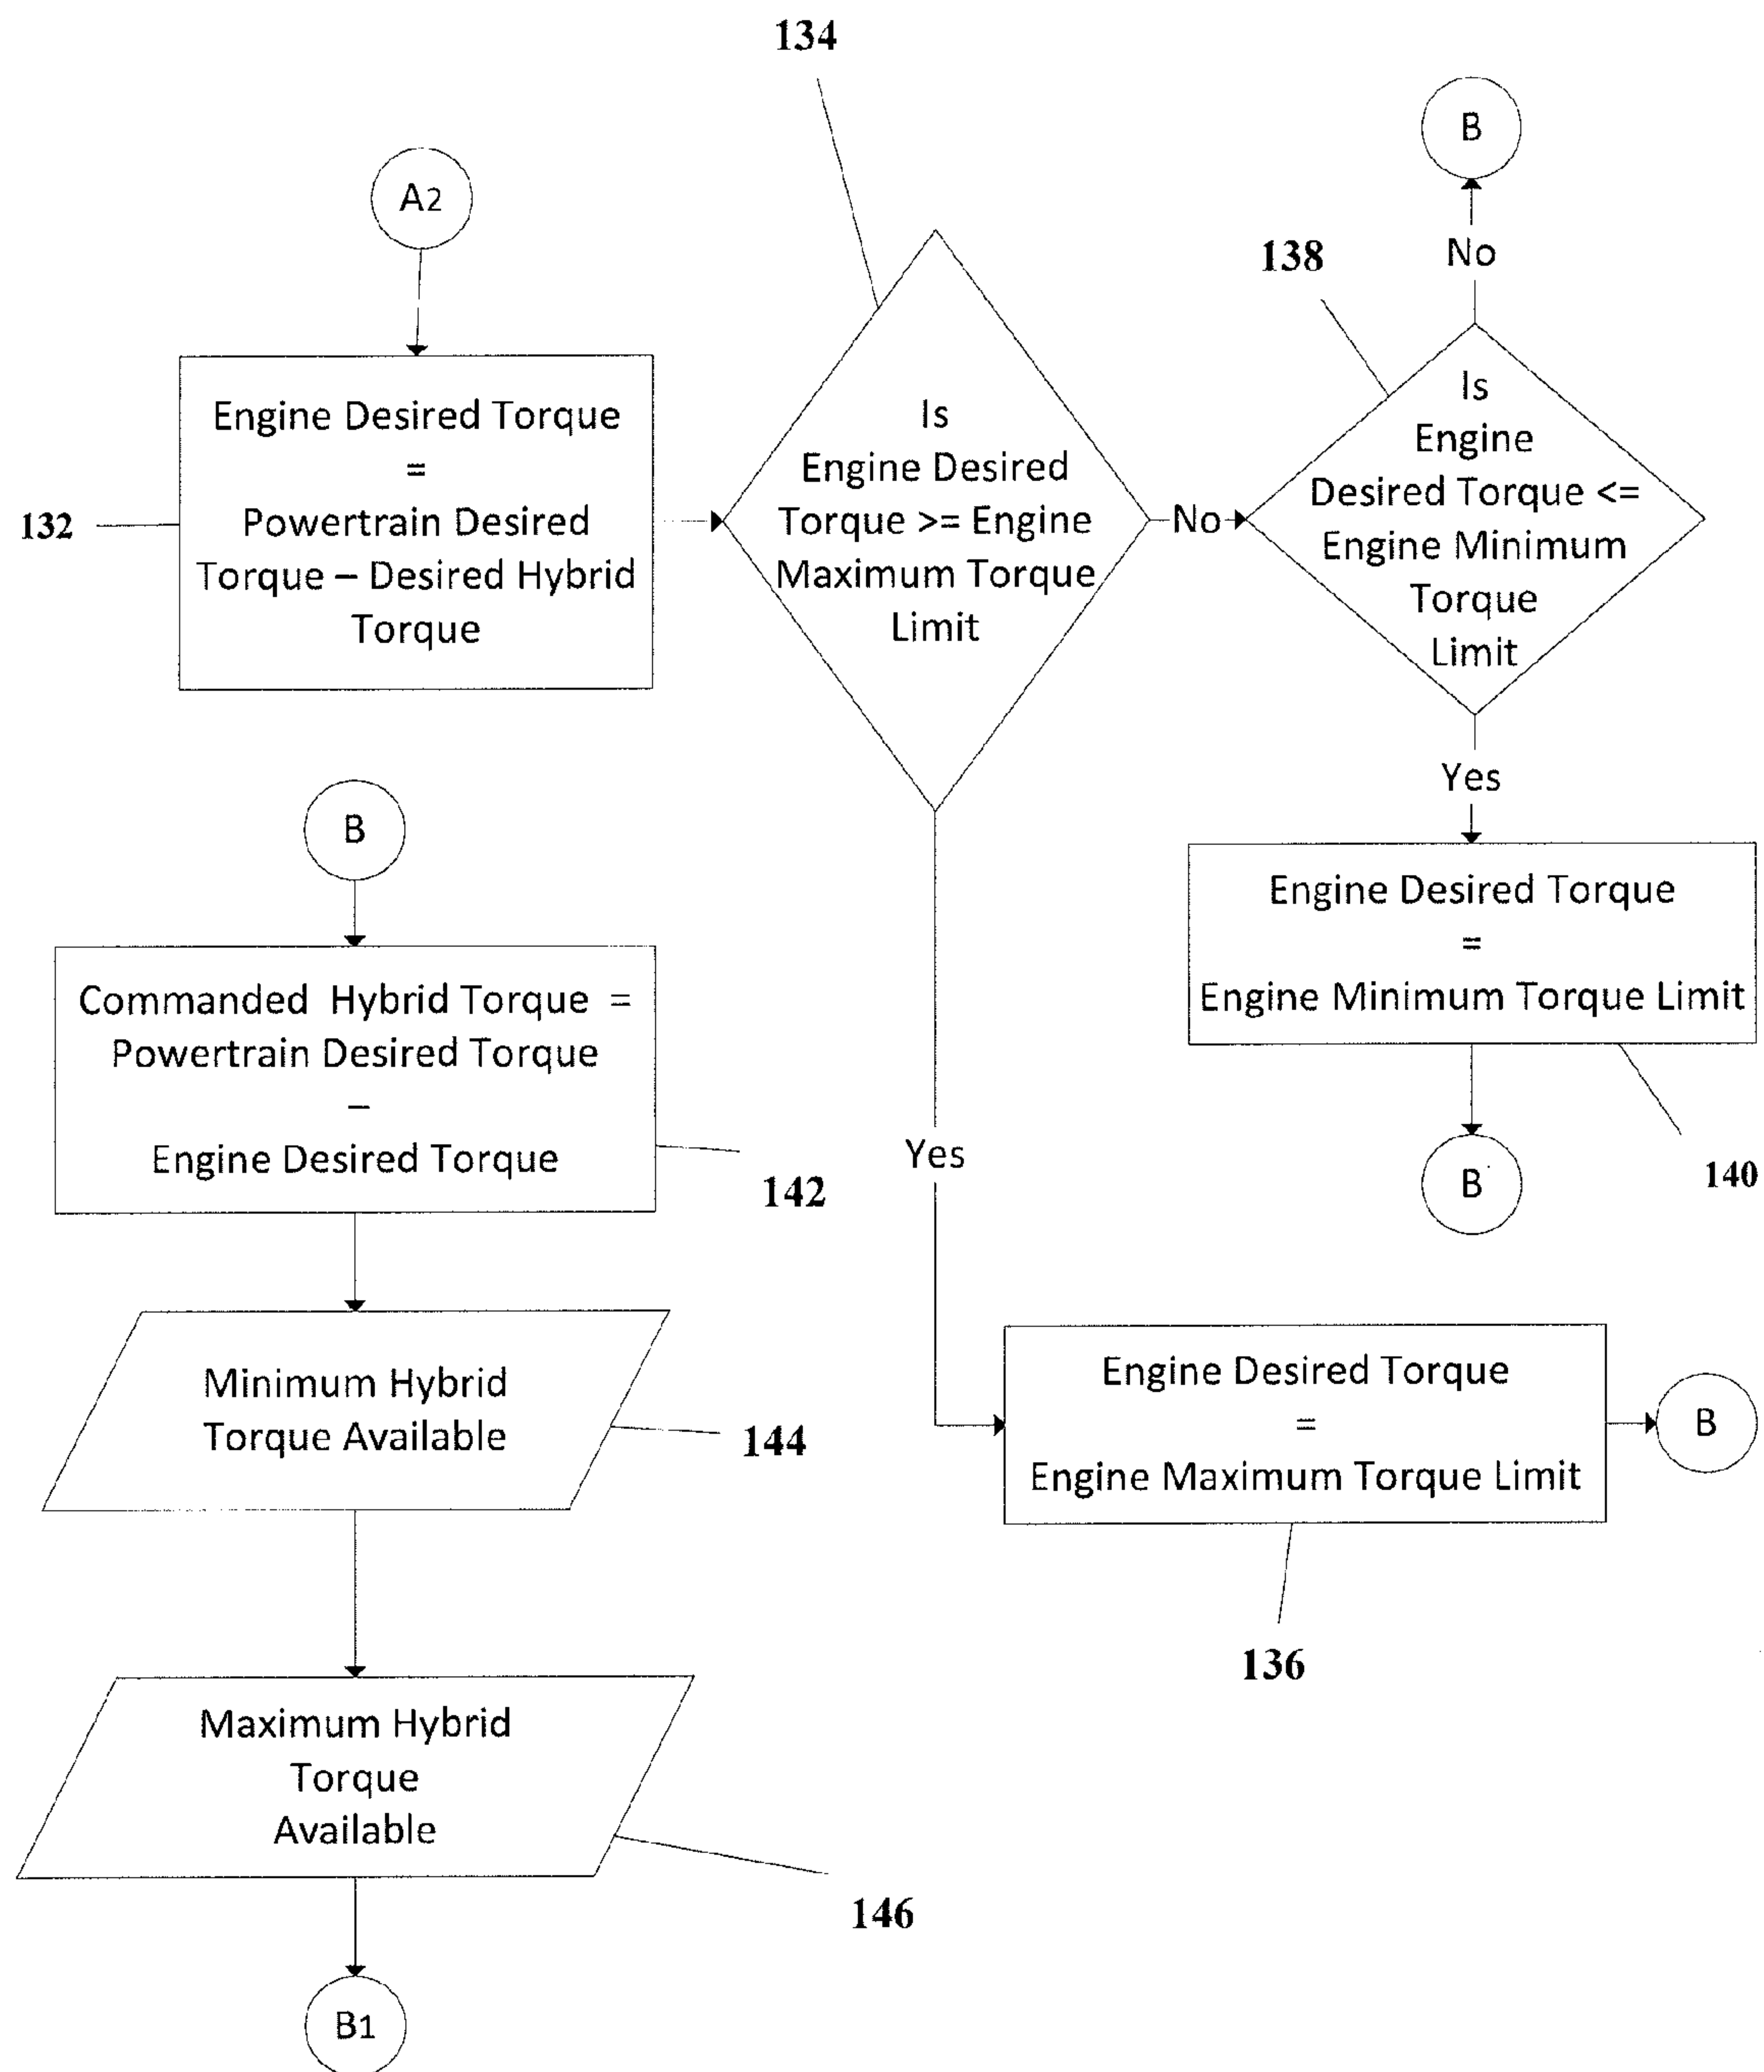 134
B
A2
138
No
Engine Desired Torque
=
Powertrain Desired
Torque – Desired Hybrid
Torque
132
Is
Engine Desired
Torque >= Engine
Maximum Torque
Limit
No
Is
Engine
Desired Torque <=
Engine Minimum
Torque
Limit
Yes
B
Engine Desired Torque
=
Engine Minimum Torque Limit
Commanded Hybrid Torque =
Powertrain Desired Torque
–
Engine Desired Torque
142
Yes
B
140
Minimum Hybrid
Torque Available
144
Engine Desired Torque
=
Engine Maximum Torque Limit
B
136
Maximum Hybrid
Torque
Available
146
B1